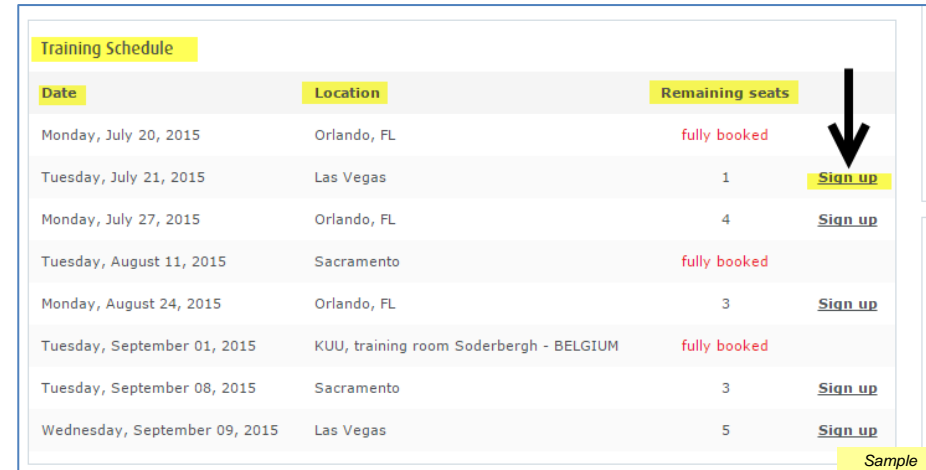 Training Schedule
Date Location Remaining seats
Monday, July 20, 2015 Orlando, FL fully booked
Tuesday, July 21, 2015 Las Vegas 1 Sign up
Monday, July 27, 2015 Orlando, FL 4 Sign up
Tuesday, August 11, 2015 Sacramento fully booked
Monday, August 24, 2015 Orlando, FL 3 Sign up
Tuesday, September 01, 2015 KUU, training room Soderbergh - BELGIUM fully booked
Tuesday, September 08, 2015 Sacramento 3 Sign up
Wednesday, September 09, 2015 Las Vegas 5 Sign up
Sample